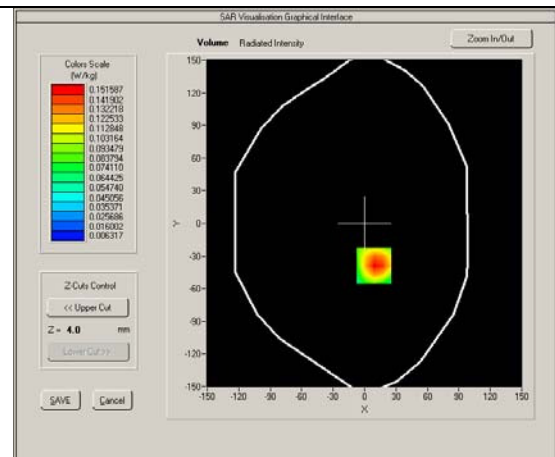 SAR Visualisation Graphical Interface
Volume Radiated Intensity
Zoom In/Out
Colors Scale
(W/kg)
0.151587
0.141902
0.132218
0.122533
0.112848
0.103164
0.093479
0.083794
0.074110
0.064425
0.054740
0.045056
0.035371
0.025686
0.016002
0.006317
Z-Cuts Control
<< Upper Cut
Z = 4.0 mm
Lower Cut >>
SAVE Cancel
150
120
90
60
30
0
-30
-60
-90
-120
-150
Y
-150 -120 -90 -60 -30 0 30 60 90 120 150
X